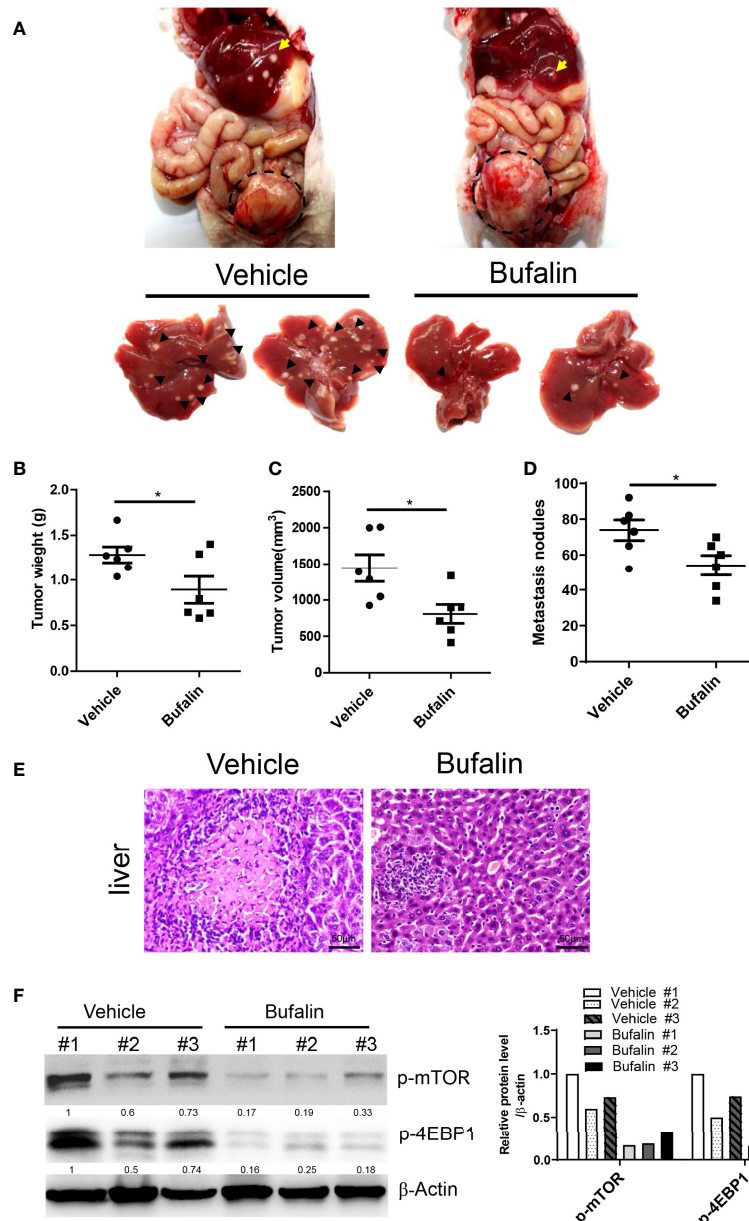 A
Vehicle Bufalin
B
Tumor wieght (g)
2.0
1.5
1.0
0.5
0.0
*
Vehicle
Bufalin
C
Tumor volume(mm3)
2500
2000
1500
1000
500
0
*
Vehicle
Bufalin
D
Metastasis nodules
100
80
60
40
20
0
*
Vehicle
Bufalin
E
Vehicle Bufalin
liver
50μm
50μm
F
Vehicle Bufalin
#1 #2 #3 #1 #2 #3
p-mTOR
1 0.6 0.73 0.17 0.19 0.33
p-4EBP1
1 0.5 0.74 0.16 0.25 0.18
β-Actin
Vehicle #1
Vehicle #2
Vehicle #3
Bufalin #1
Bufalin #2
Bufalin #3
Relative protein level
/β-actin
1.5
1.0
0.5
0.0
p-mTOR
p-4EBP1